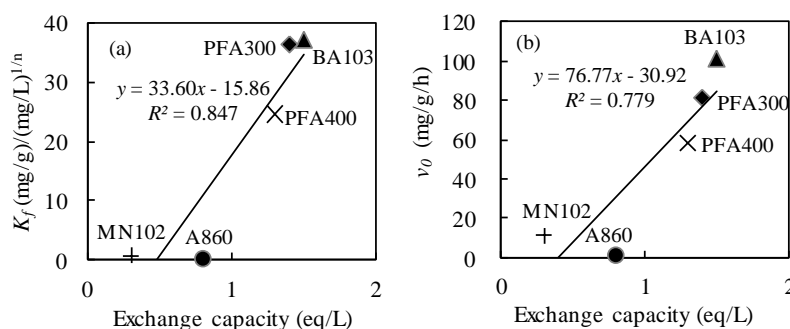 (a)
K_f (mg/g)/(mg/L)^{1/n}
40
30
20
10
0
PFA300
BA103
y = 33.60x - 15.86
R² = 0.847
PFA400
MN102
A860
0 1 2
Exchange capacity (eq/L)
(b)
v_0 (mg/g/h)
120
100
80
60
40
20
0
BA103
y = 76.77x - 30.92
R² = 0.779
PFA300
PFA400
MN102
A860
0 1 2
Exchange capacity (eq/L)